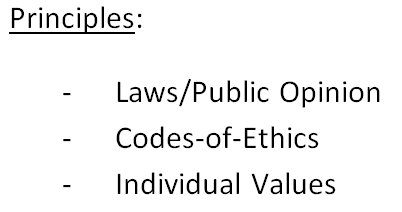 Principles:
- Laws/Public Opinion
- Codes-of-Ethics
- Individual Values